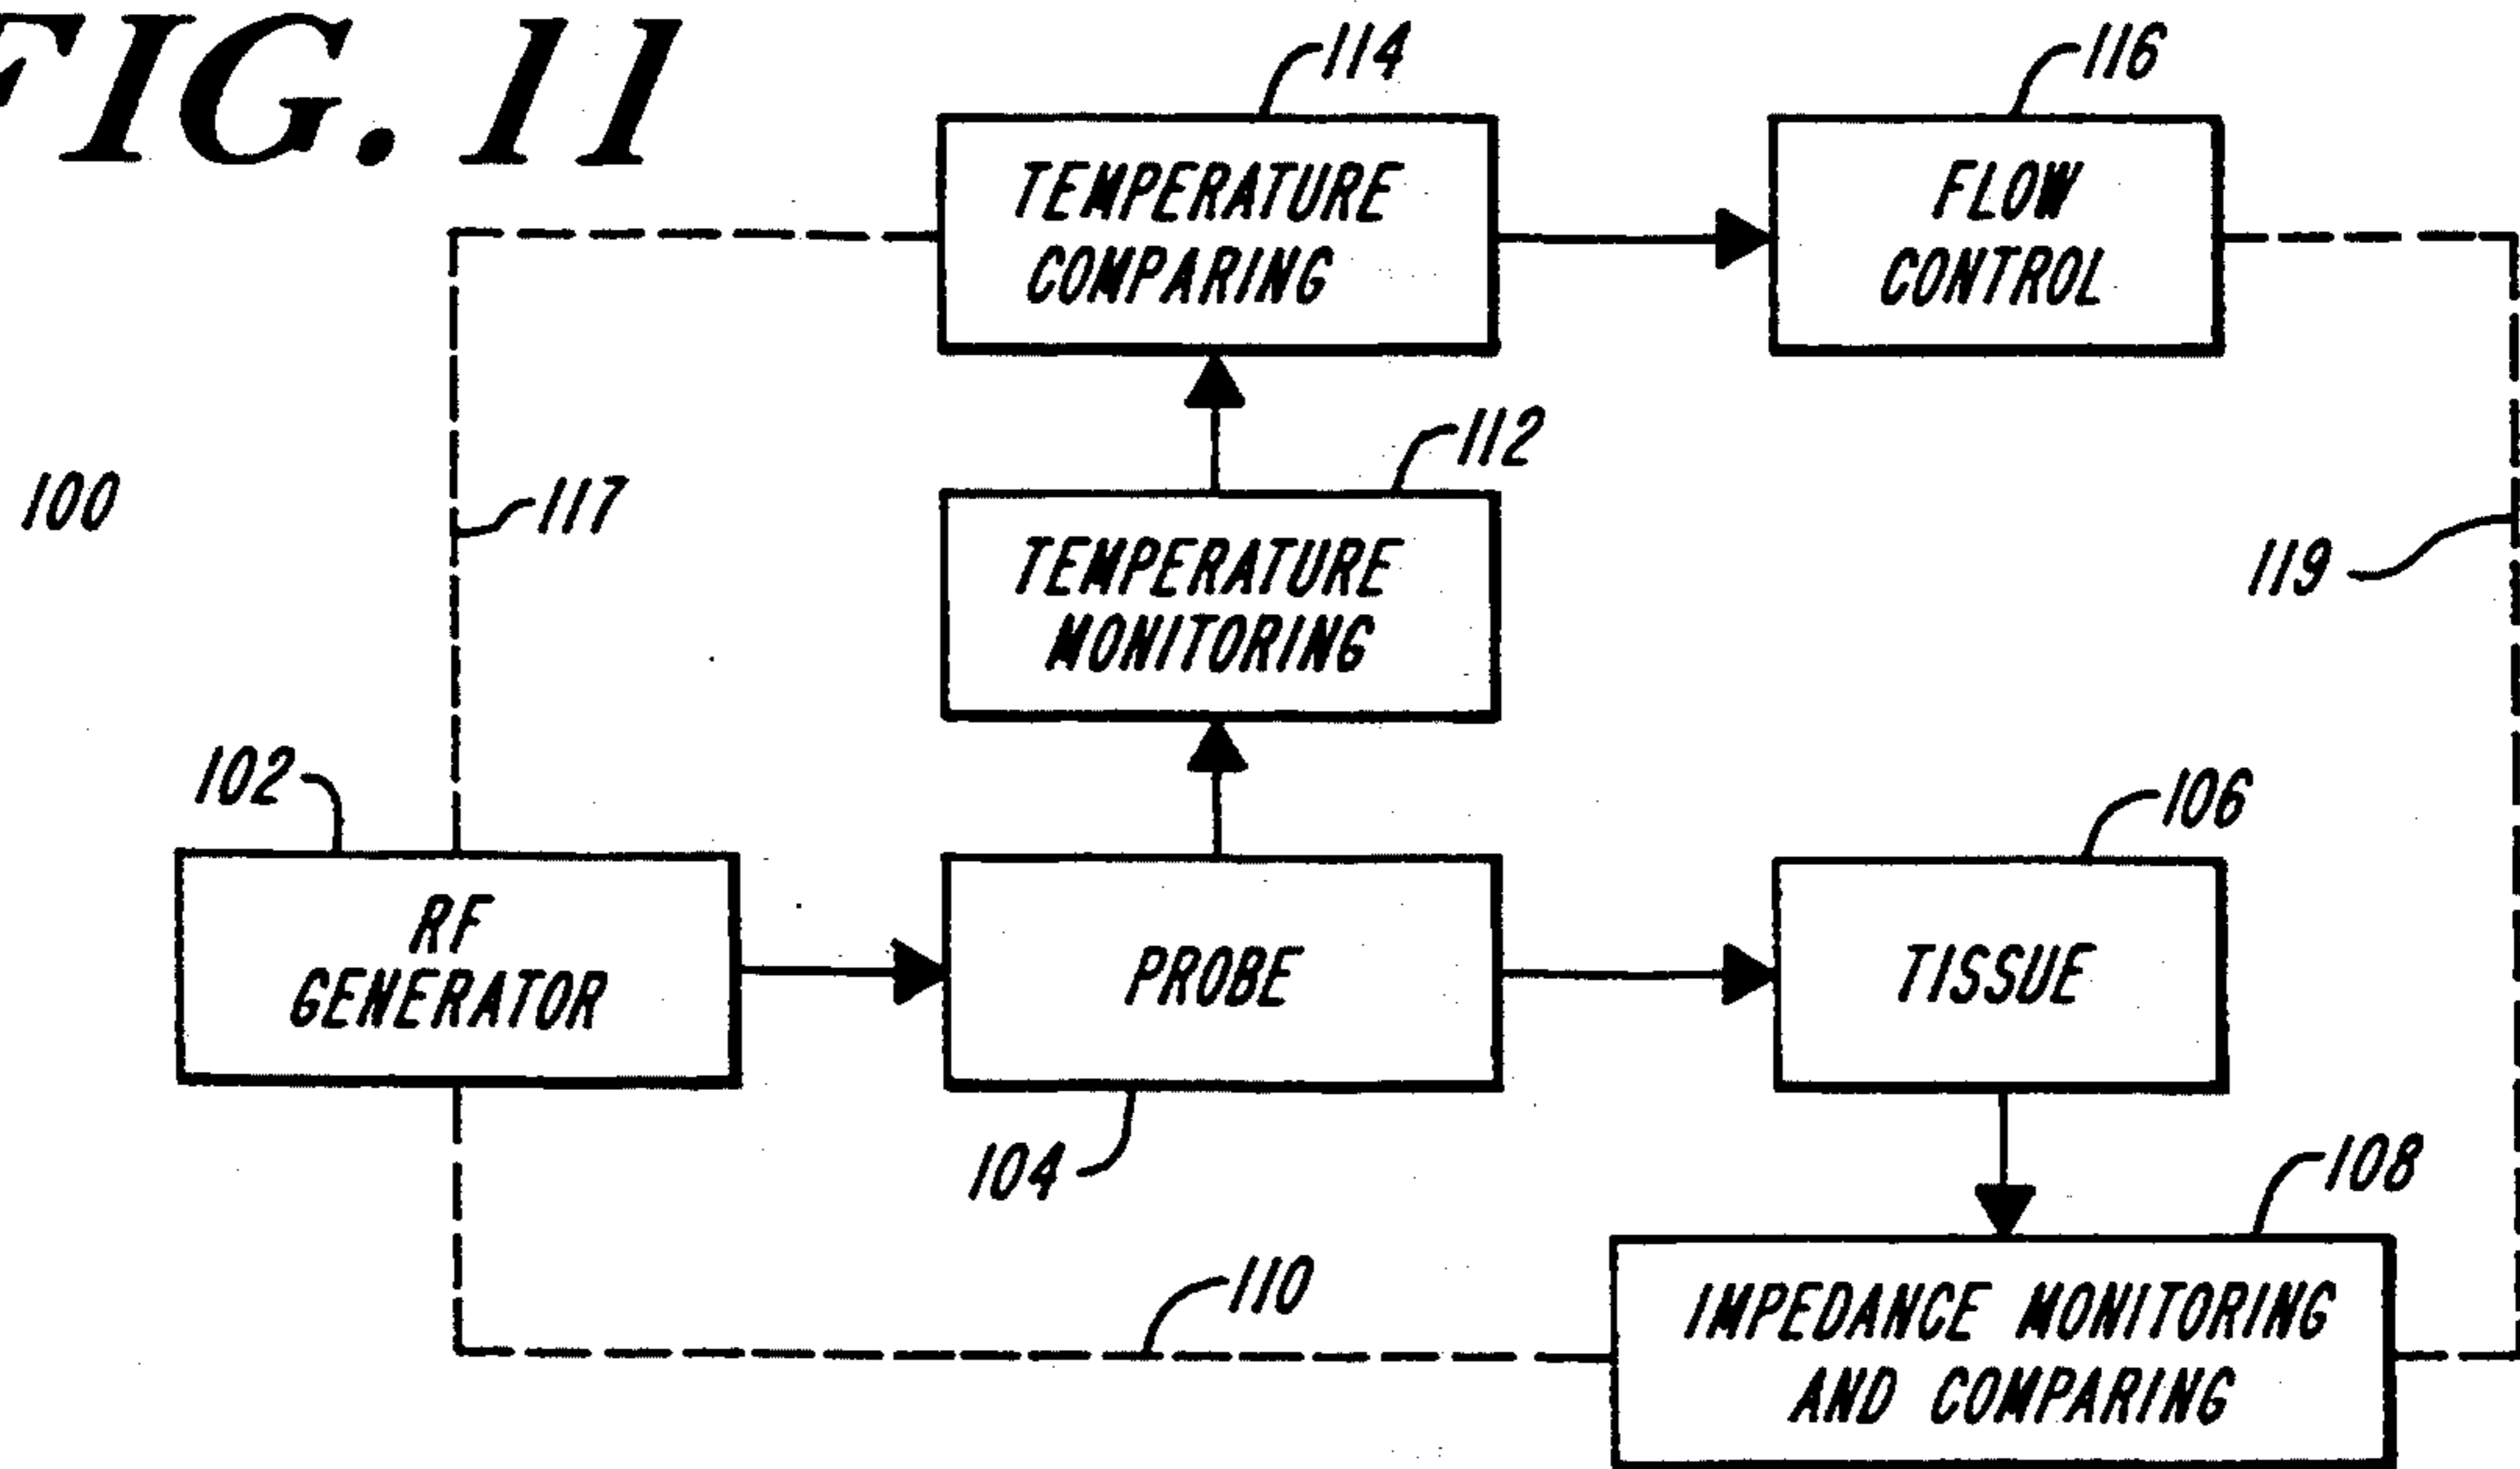 FIG. 11
114
116
TEMPERATURE
COMPARING
FLOW
CONTROL
112
100
117
119
TEMPERATURE
MONITORING
102
106
RF
GENERATOR
PROBE
TISSUE
104
108
110
IMPEDANCE MONITORING
AND COMPARING